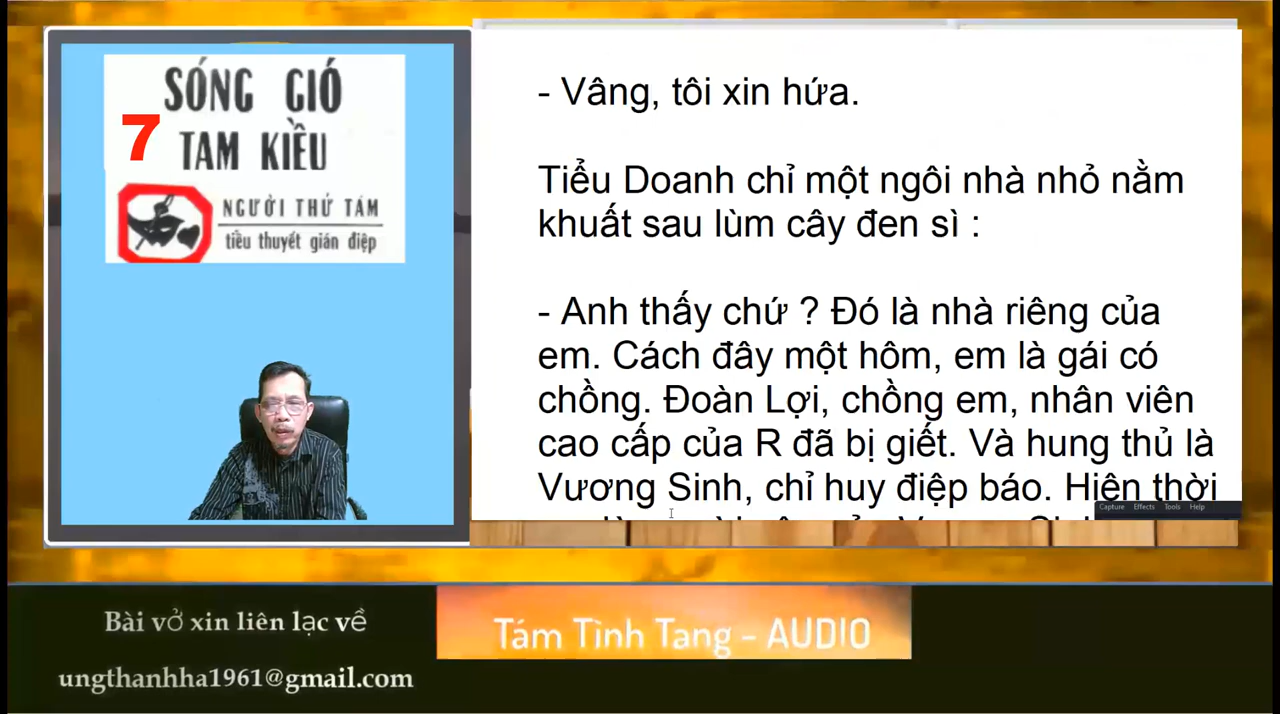 SÓNG GIÓ
7
TAM KIỀU
NGƯỜI THỨ TÁM
tiểu thuyết gián điệp
- Vâng, tôi xin hứa.
Tiểu Doanh chỉ một ngôi nhà nhỏ nằm
khuất sau lùm cây đen sì :
- Anh thấy chứ ? Đó là nhà riêng của
em. Cách đây một hôm, em là gái có
chồng. Đoàn Lợi, chồng em, nhân viên
cao cấp của R đã bị giết. Và hung thủ là
Vương Sinh, chỉ huy điệp báo. Hiện thời
Capture Effects Tools Help
Bài vở xin liên lạc về
ungthanhha1961@gmail.com
Tám Tình Tang - AUDIO